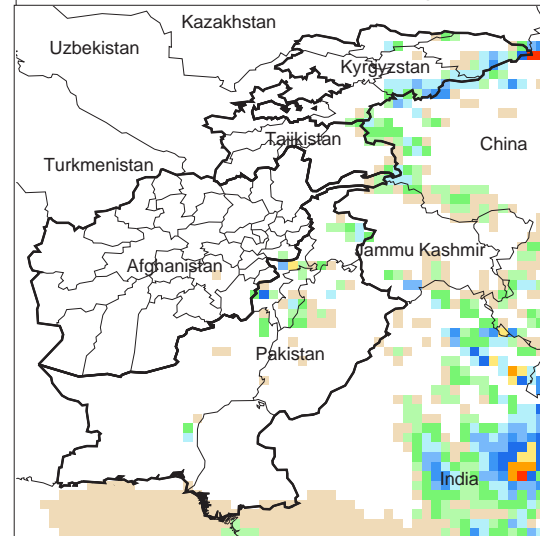 Kazakhstan
Uzbekistan
Kyrgyzstan
Tajikistan
China
Turkmenistan
Jammu Kashmir
Afghanistan
Pakistan
India